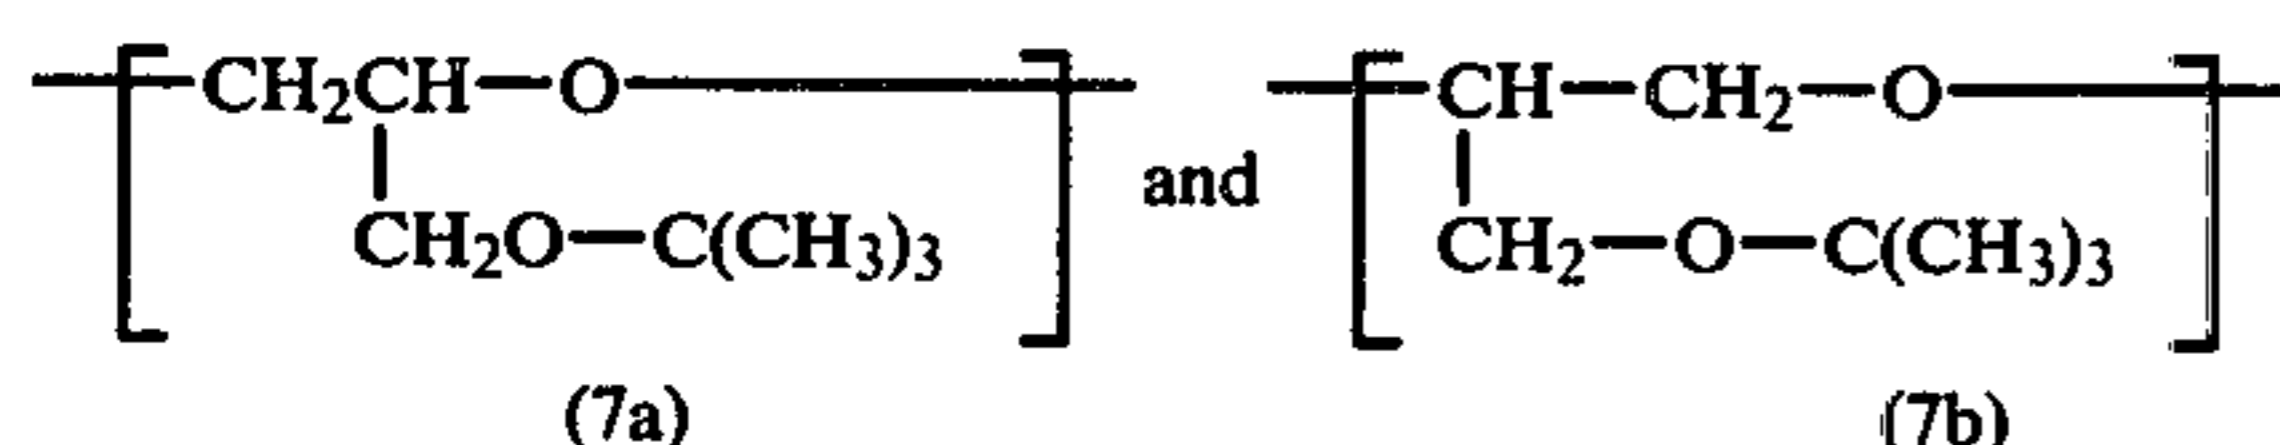 CH₂CH—O and CH—CH₂—O
CH₂O—C(CH₃)₃ CH₂—O—C(CH₃)₃
(7a) (7b)